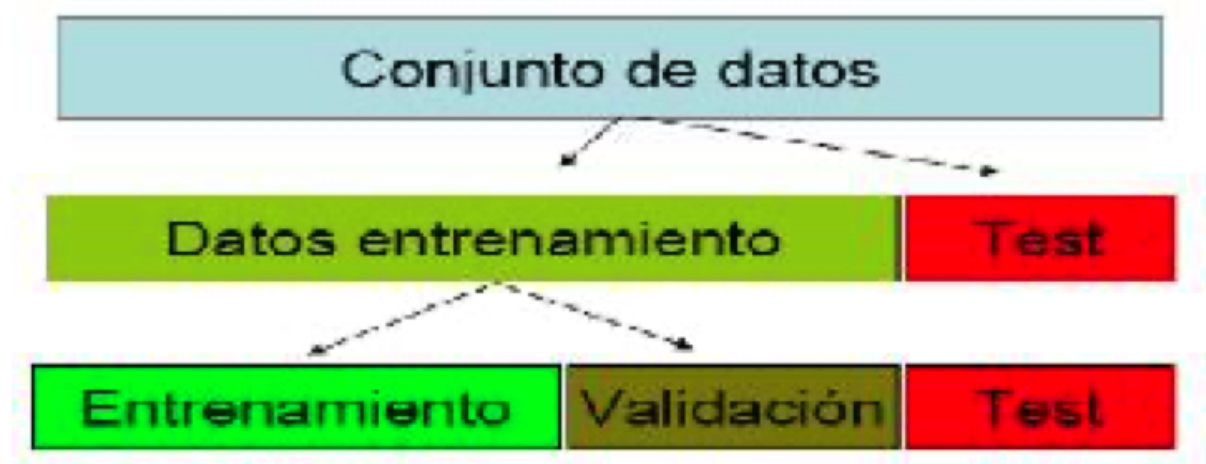 Conjunto de datos
Datos entrenamiento Test
Entrenamiento Validación Test